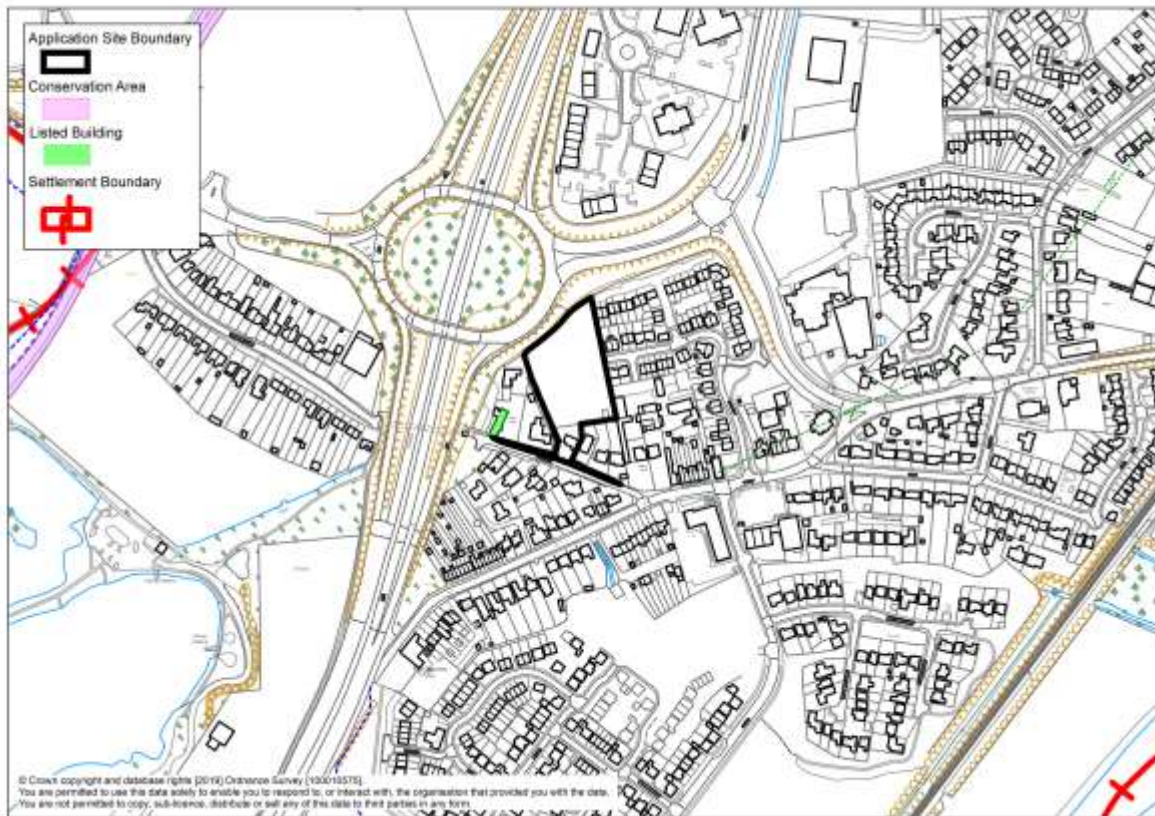 Application Site Boundary
Conservation Area
Listed Building
Settlement Boundary
© Crown copyright and database rights [2019] Ordnance Survey [100018575].
You are permitted to use this data solely to enable you to respond to, or interact with, the organisation that provided you with the data.
You are not permitted to copy, sub-licence, distribute or sell any of this data to third parties in any form.